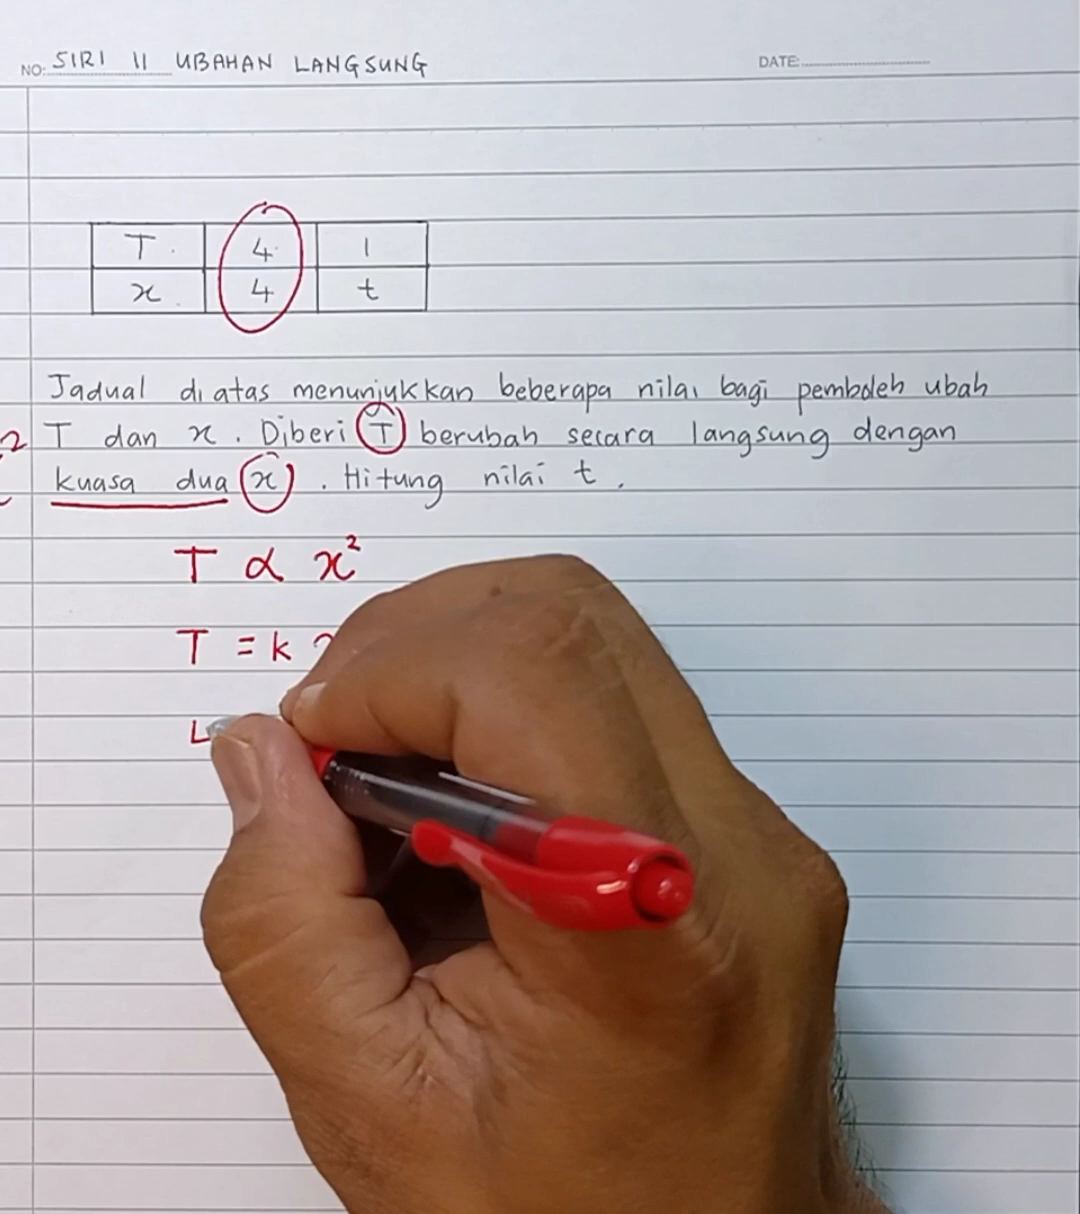 NO: SIRI 11 UBAHAN LANGSUNG DATE:
T 4 1
x 4 t
Jadual di atas menunjukkan beberapa nilai bagi pemboleh ubah
T dan x. Diberi T berubah secara langsung dengan
kuasa dua x. Hitung nilai t.
T ∝ x²
T = k
4